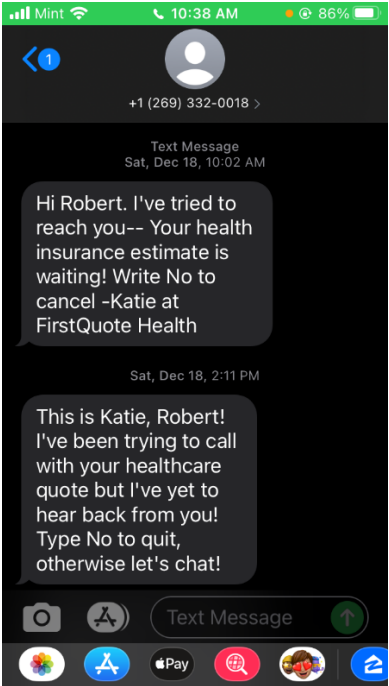 Mint 10:38 AM 86%
1
+1 (269) 332-0018 >
Text Message
Sat, Dec 18, 10:02 AM
Hi Robert. I've tried to
reach you-- Your health
insurance estimate is
waiting! Write No to
cancel -Katie at
FirstQuote Health
Sat, Dec 18, 2:11 PM
This is Katie, Robert!
I've been trying to call
with your healthcare
quote but I've yet to
hear back from you!
Type No to quit,
otherwise let's chat!
Text Message
Pay